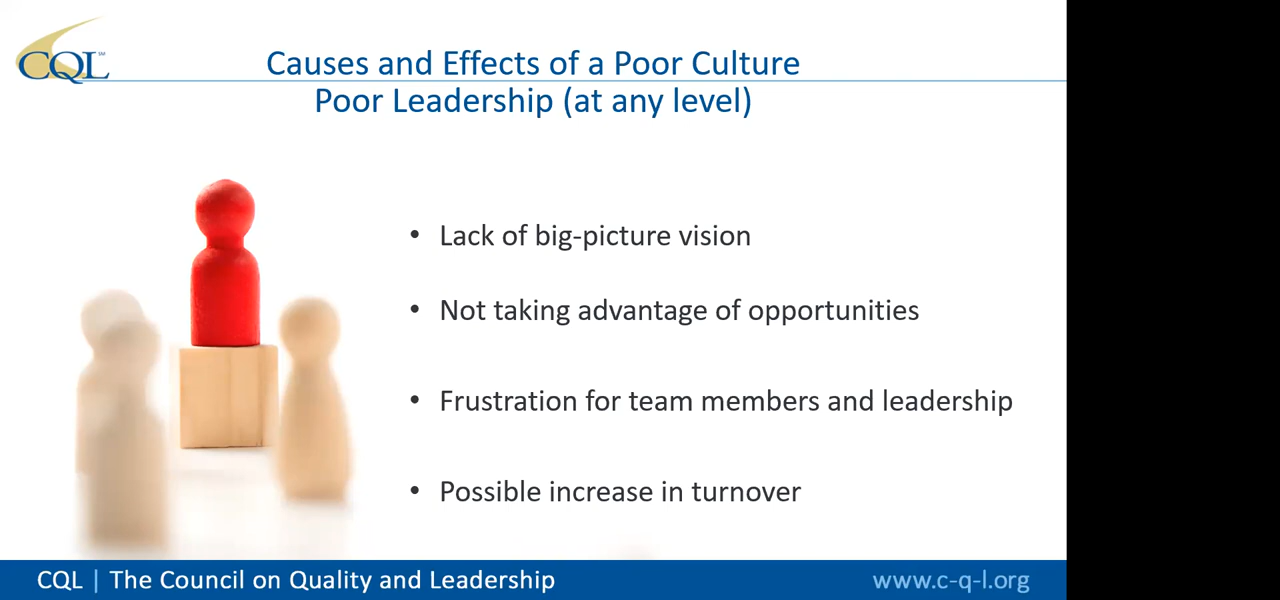 CQL
Causes and Effects of a Poor Culture
Poor Leadership (at any level)
• Lack of big-picture vision
• Not taking advantage of opportunities
• Frustration for team members and leadership
• Possible increase in turnover
CQL | The Council on Quality and Leadership
www.c-q-l.org